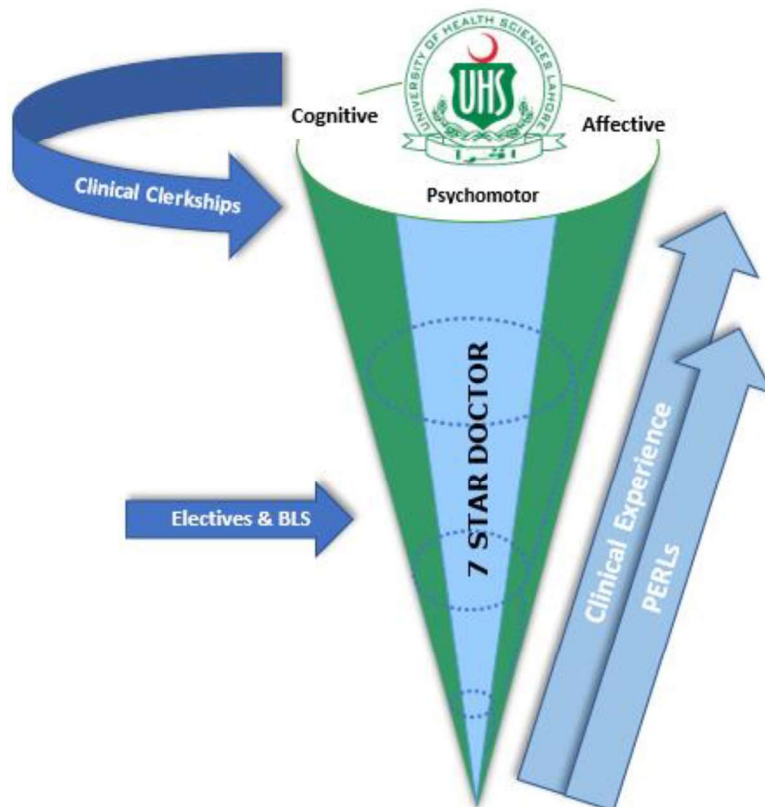 UNIVERSITY OF HEALTH SCIENCES LAHORE
UHS
Cognitive
Affective
Psychomotor
Clinical Clerkships
7 STAR DOCTOR
Electives & BLS
Clinical Experience
PERLs